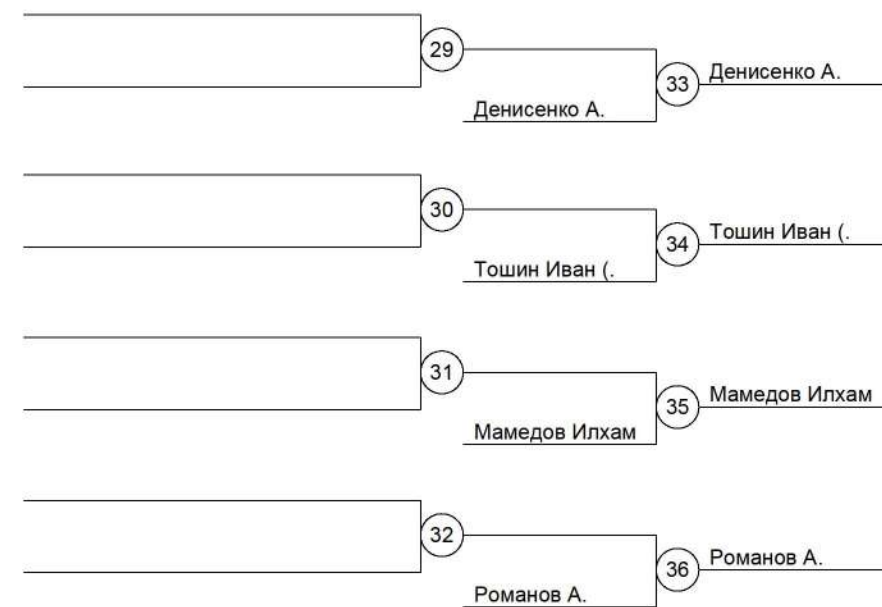 29
Денисенко А.
33
Денисенко А.
30
Тошин Иван (.
34
Тошин Иван (.
31
Мамедов Илхам
35
Мамедов Илхам
32
Романов А.
36
Романов А.